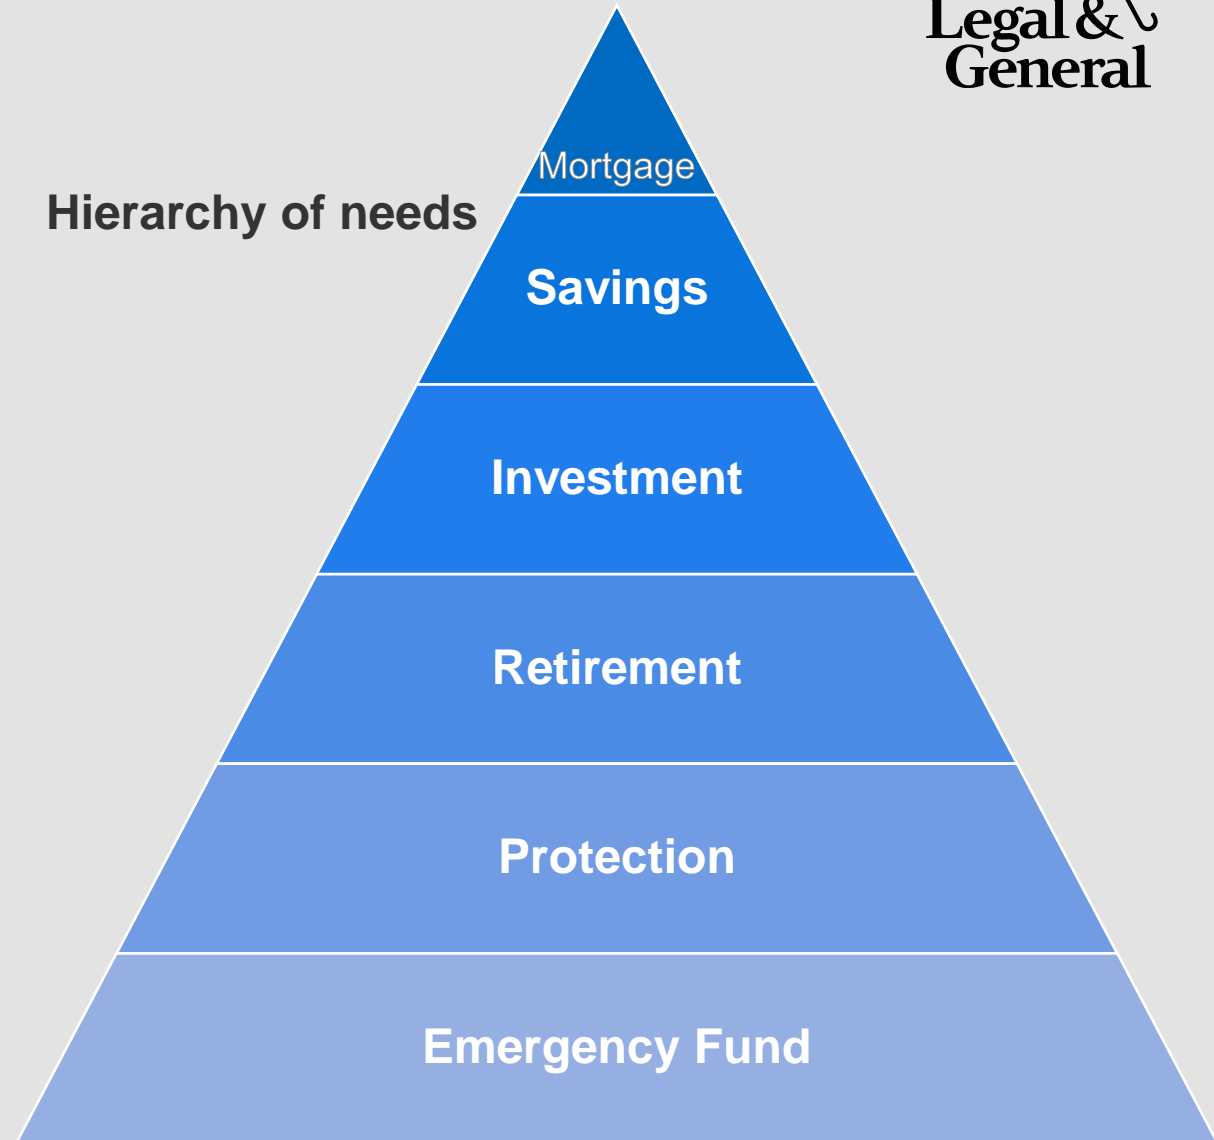 Legal &
General
Mortgage
Hierarchy of needs
Savings
Investment
Retirement
Protection
Emergency Fund